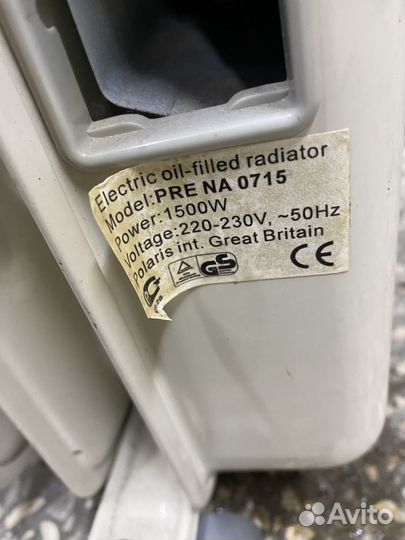 Electric oil-filled radiator
Model:PRE NA 0715
Power:1500W
Voltage:220-230V, ~50Hz
Polaris int. Great Britain
GS
CE
Avito